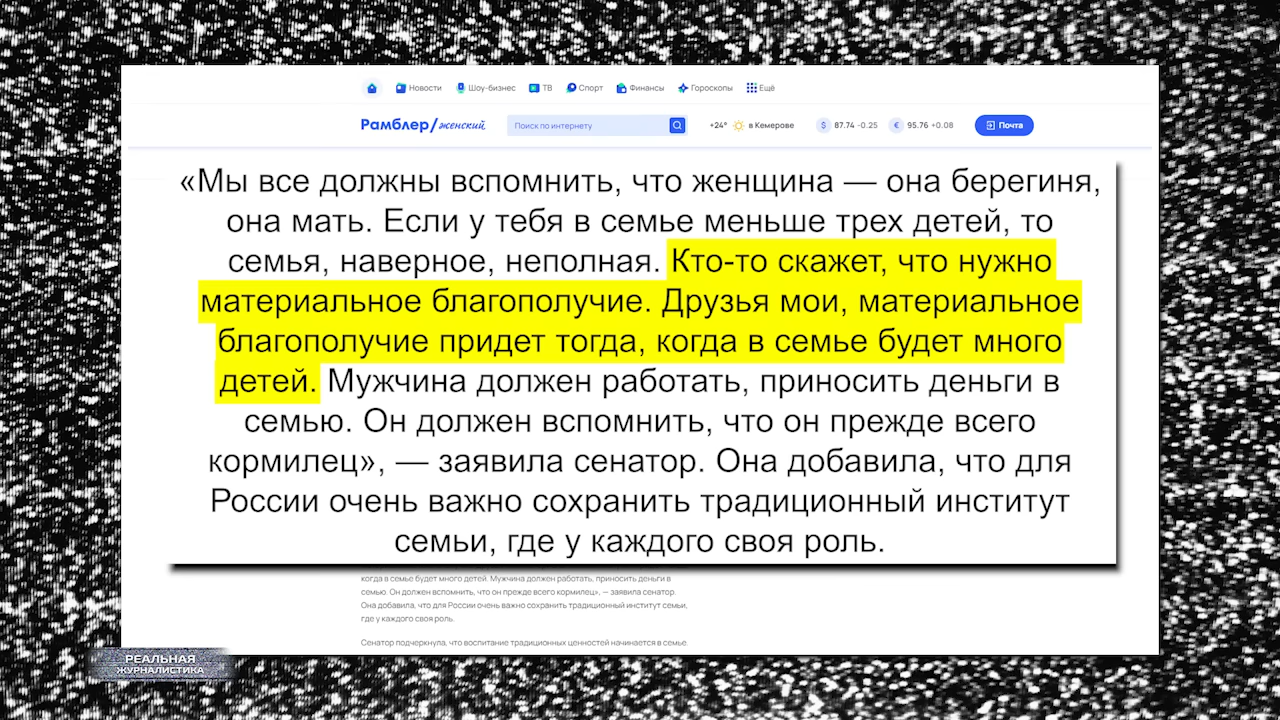 Новости Шоу-бизнес ТВ Спорт Финансы Гороскопы Ещё
Рамблер/женский Поиск по интернету +24° в Кемерове $ 87.74 -0.25 € 95.76 +0.08 Почта
«Мы все должны вспомнить, что женщина — она берегиня,
она мать. Если у тебя в семье меньше трех детей, то
семья, наверное, неполная. Кто-то скажет, что нужно
материальное благополучие. Друзья мои, материальное
благополучие придет тогда, когда в семье будет много
детей. Мужчина должен работать, приносить деньги в
семью. Он должен вспомнить, что он прежде всего
кормилец», — заявила сенатор. Она добавила, что для
России очень важно сохранить традиционный институт
семьи, где у каждого своя роль.
когда в семье будет много детей. Мужчина должен работать, приносить деньги в
семью. Он должен вспомнить, что он прежде всего кормилец», — заявила сенатор.
Она добавила, что для России очень важно сохранить традиционный институт семьи,
где у каждого своя роль.
Сенатор подчеркнула, что воспитание традиционных ценностей начинается в семье.
РЕАЛЬНАЯ
ЖУРНАЛИСТИКА